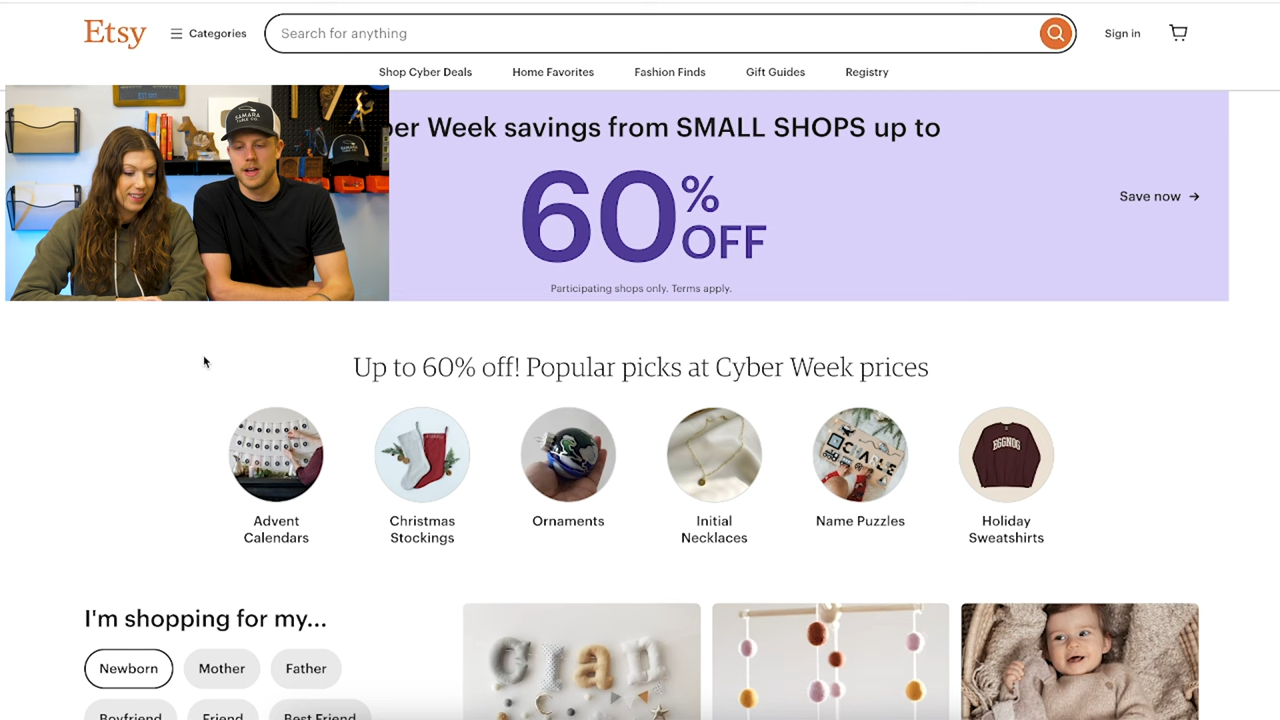 Etsy
Categories
Search for anything
Sign in
Shop Cyber Deals
Home Favorites
Fashion Finds
Gift Guides
Registry
SAMARA
per Week savings from SMALL SHOPS up to
60%
OFF
Save now →
Participating shops only. Terms apply.
Up to 60% off! Popular picks at Cyber Week prices
EGGNOG
Advent
Calendars
Christmas
Stockings
Ornaments
Initial
Necklaces
Name Puzzles
Holiday
Sweatshirts
I'm shopping for my...
Newborn
Mother
Father
Boyfriend
Friend
Best Friend